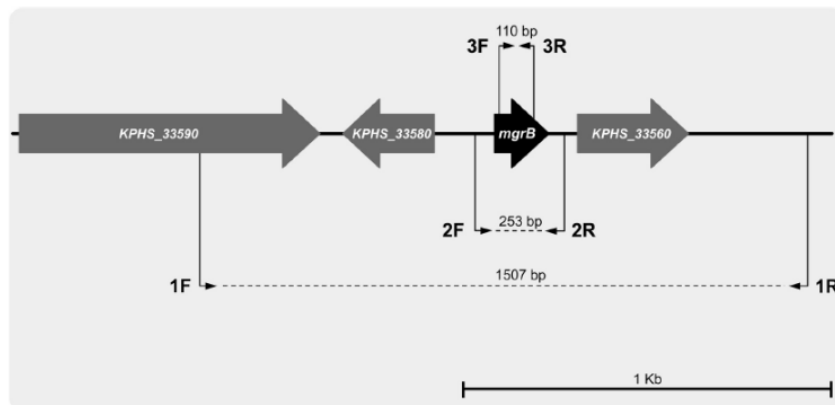 110 bp
3F 3R
KPHS_33590 KPHS_33580 mgrB KPHS_33560
253 bp
2F 2R
1507 bp
1F 1R
1 Kb